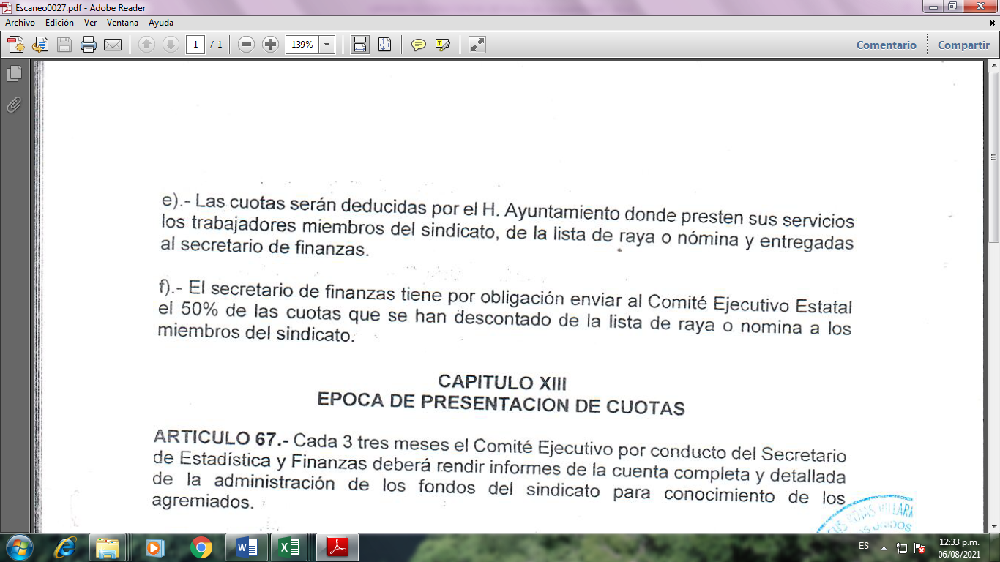 Escaneo0027.pdf - Adobe Reader
Archivo Edición Ver Ventana Ayuda
1 / 1 139% Comentario Compartir
e).- Las cuotas serán deducidas por el H. Ayuntamiento donde presten sus servicios
los trabajadores miembros del sindicato, de la lista de raya o nómina y entregadas
al secretario de finanzas.
f).- El secretario de finanzas tiene por obligación enviar al Comité Ejecutivo Estatal
el 50% de las cuotas que se han descontado de la lista de raya o nomina a los
miembros del sindicato.
CAPITULO XIII
EPOCA DE PRESENTACION DE CUOTAS
ARTICULO 67.- Cada 3 tres meses el Comité Ejecutivo por conducto del Secretario
de Estadística y Finanzas deberá rendir informes de la cuenta completa y detallada
de la administración de los fondos del sindicato para conocimiento de los
agremiados.
ROJAS
ES 12:33 p.m.
06/08/2021